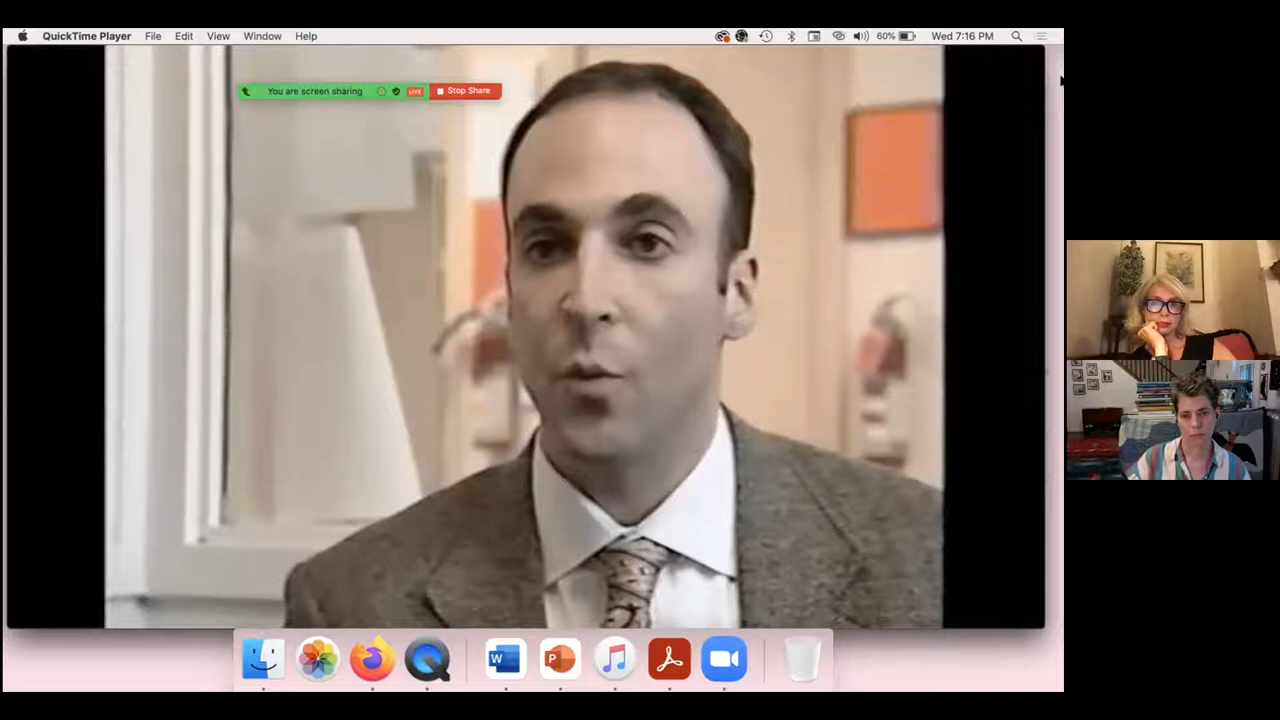 QuickTime Player File Edit View Window Help 60% Wed 7:16 PM
You are screen sharing LIVE Stop Share
W P